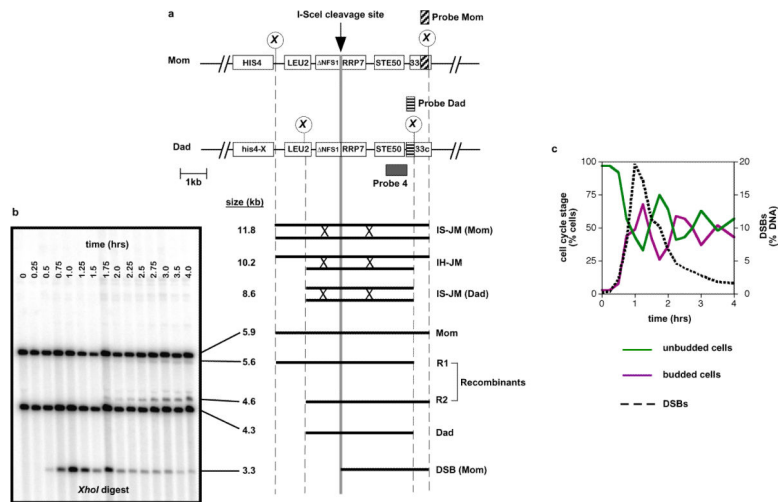 a
I-SceI cleavage site
Probe Mom
X
X
Mom
HIS4
LEU2
ΔNFS1
RRP7
STE50
33
Probe Dad
X
X
Dad
his4-X
LEU2
ΔNFS1
RRP7
STE50
33c
1kb
Probe 4
b
size (kb)
time (hrs)
0
0.25
0.5
0.75
1.0
1.25
1.5
1.75
2.0
2.25
2.5
2.75
3.0
3.5
4.0
11.8
IS-JM (Mom)
10.2
IH-JM
8.6
IS-JM (Dad)
5.9
Mom
5.6
R1
Recombinants
4.6
R2
4.3
Dad
3.3
DSB (Mom)
XhoI digest
c
cell cycle stage
(% cells)
100
75
50
25
0
20
15
10
5
0
DSBs
(% DNA)
0 1 2 3 4
time (hrs)
unbudded cells
budded cells
DSBs